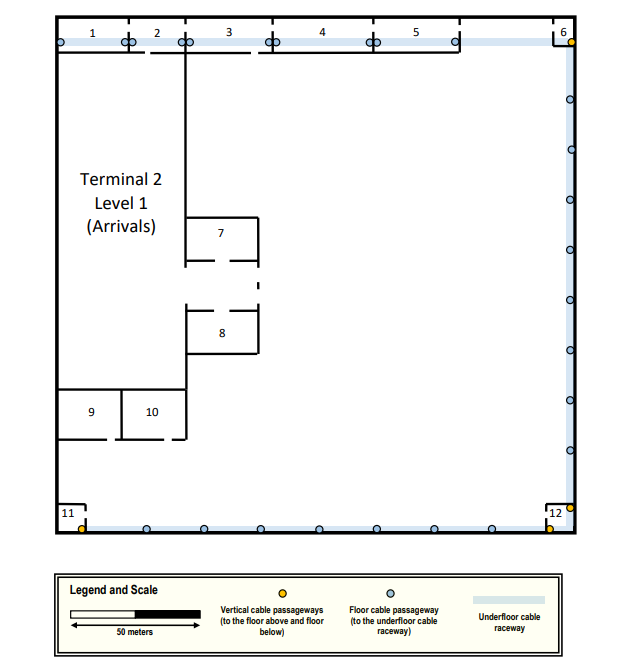 1 2 3 4 5 6
Terminal 2
Level 1
(Arrivals)
7
8
9 10
11 12
Legend and Scale
50 meters
Vertical cable passageways
(to the floor above and floor
below)
Floor cable passageway
(to the underfloor cable
raceway)
Underfloor cable
raceway